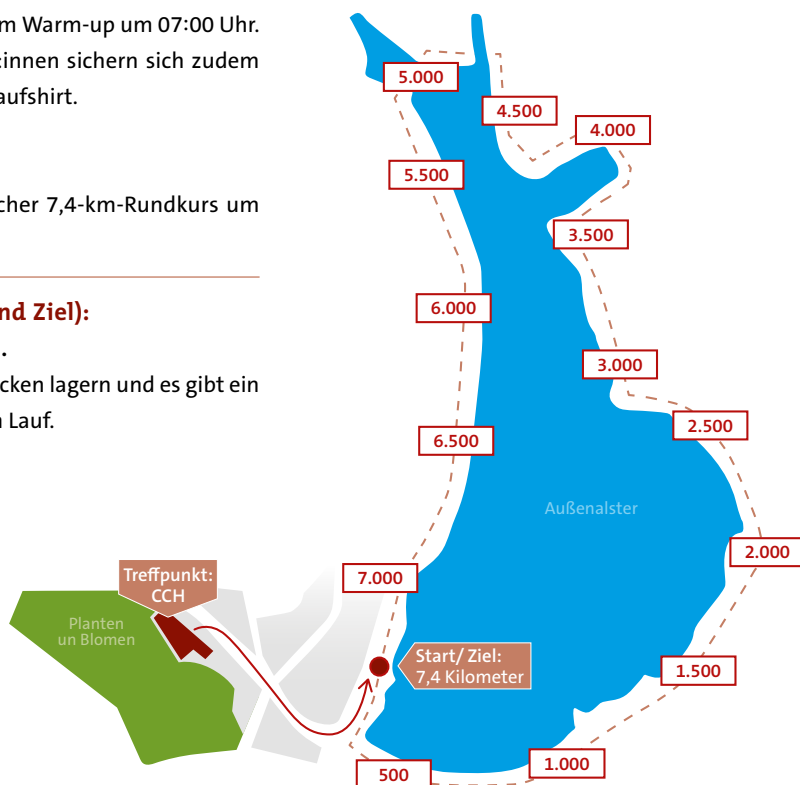 m Warm-up um 07:00 Uhr.
:innen sichern sich zudem
aufshirt.
cher 7,4-km-Rundkurs um
nd Ziel):
.
cken lagern und es gibt ein
n Lauf.
5.000
4.500
4.000
5.500
3.500
6.000
3.000
2.500
6.500
Außenalster
2.000
Treffpunkt:
CCH
7.000
Planten
un Blomen
Start/ Ziel:
7,4 Kilometer
1.500
1.000
500